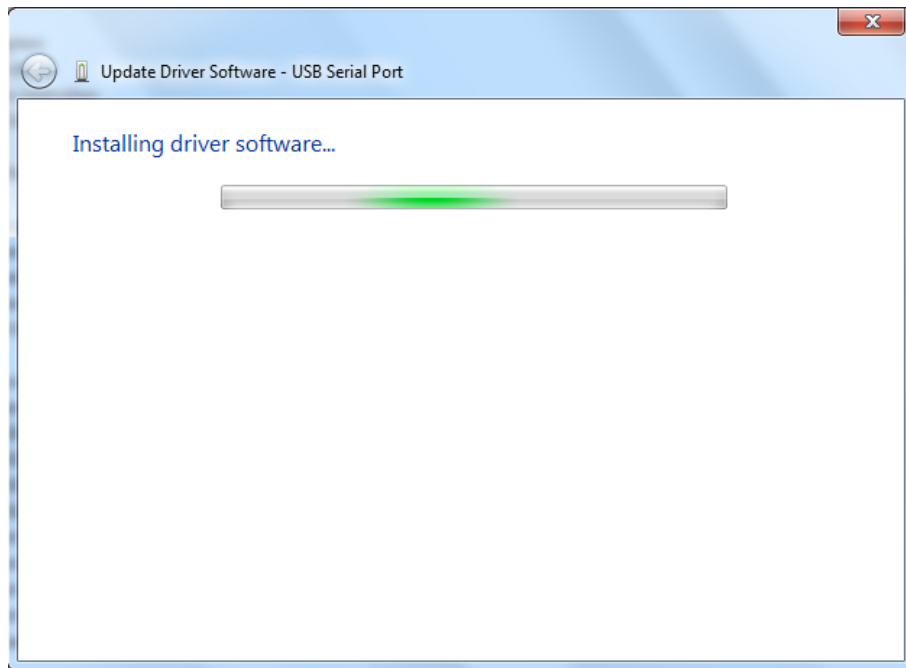 Update Driver Software - USB Serial Port
Installing driver software...